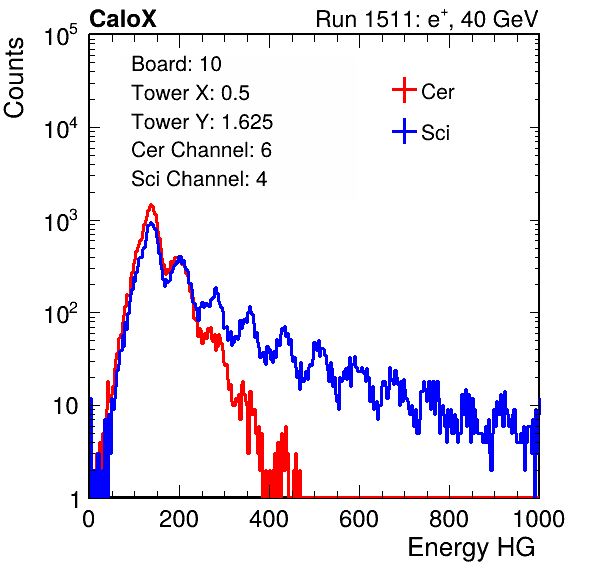 CaloX Run 1511: e⁺, 40 GeV
Counts
Board: 10
Tower X: 0.5
Tower Y: 1.625
Cer Channel: 6
Sci Channel: 4
Cer
Sci
10⁵
10⁴
10³
10²
10
1
0 200 400 600 800 1000
Energy HG